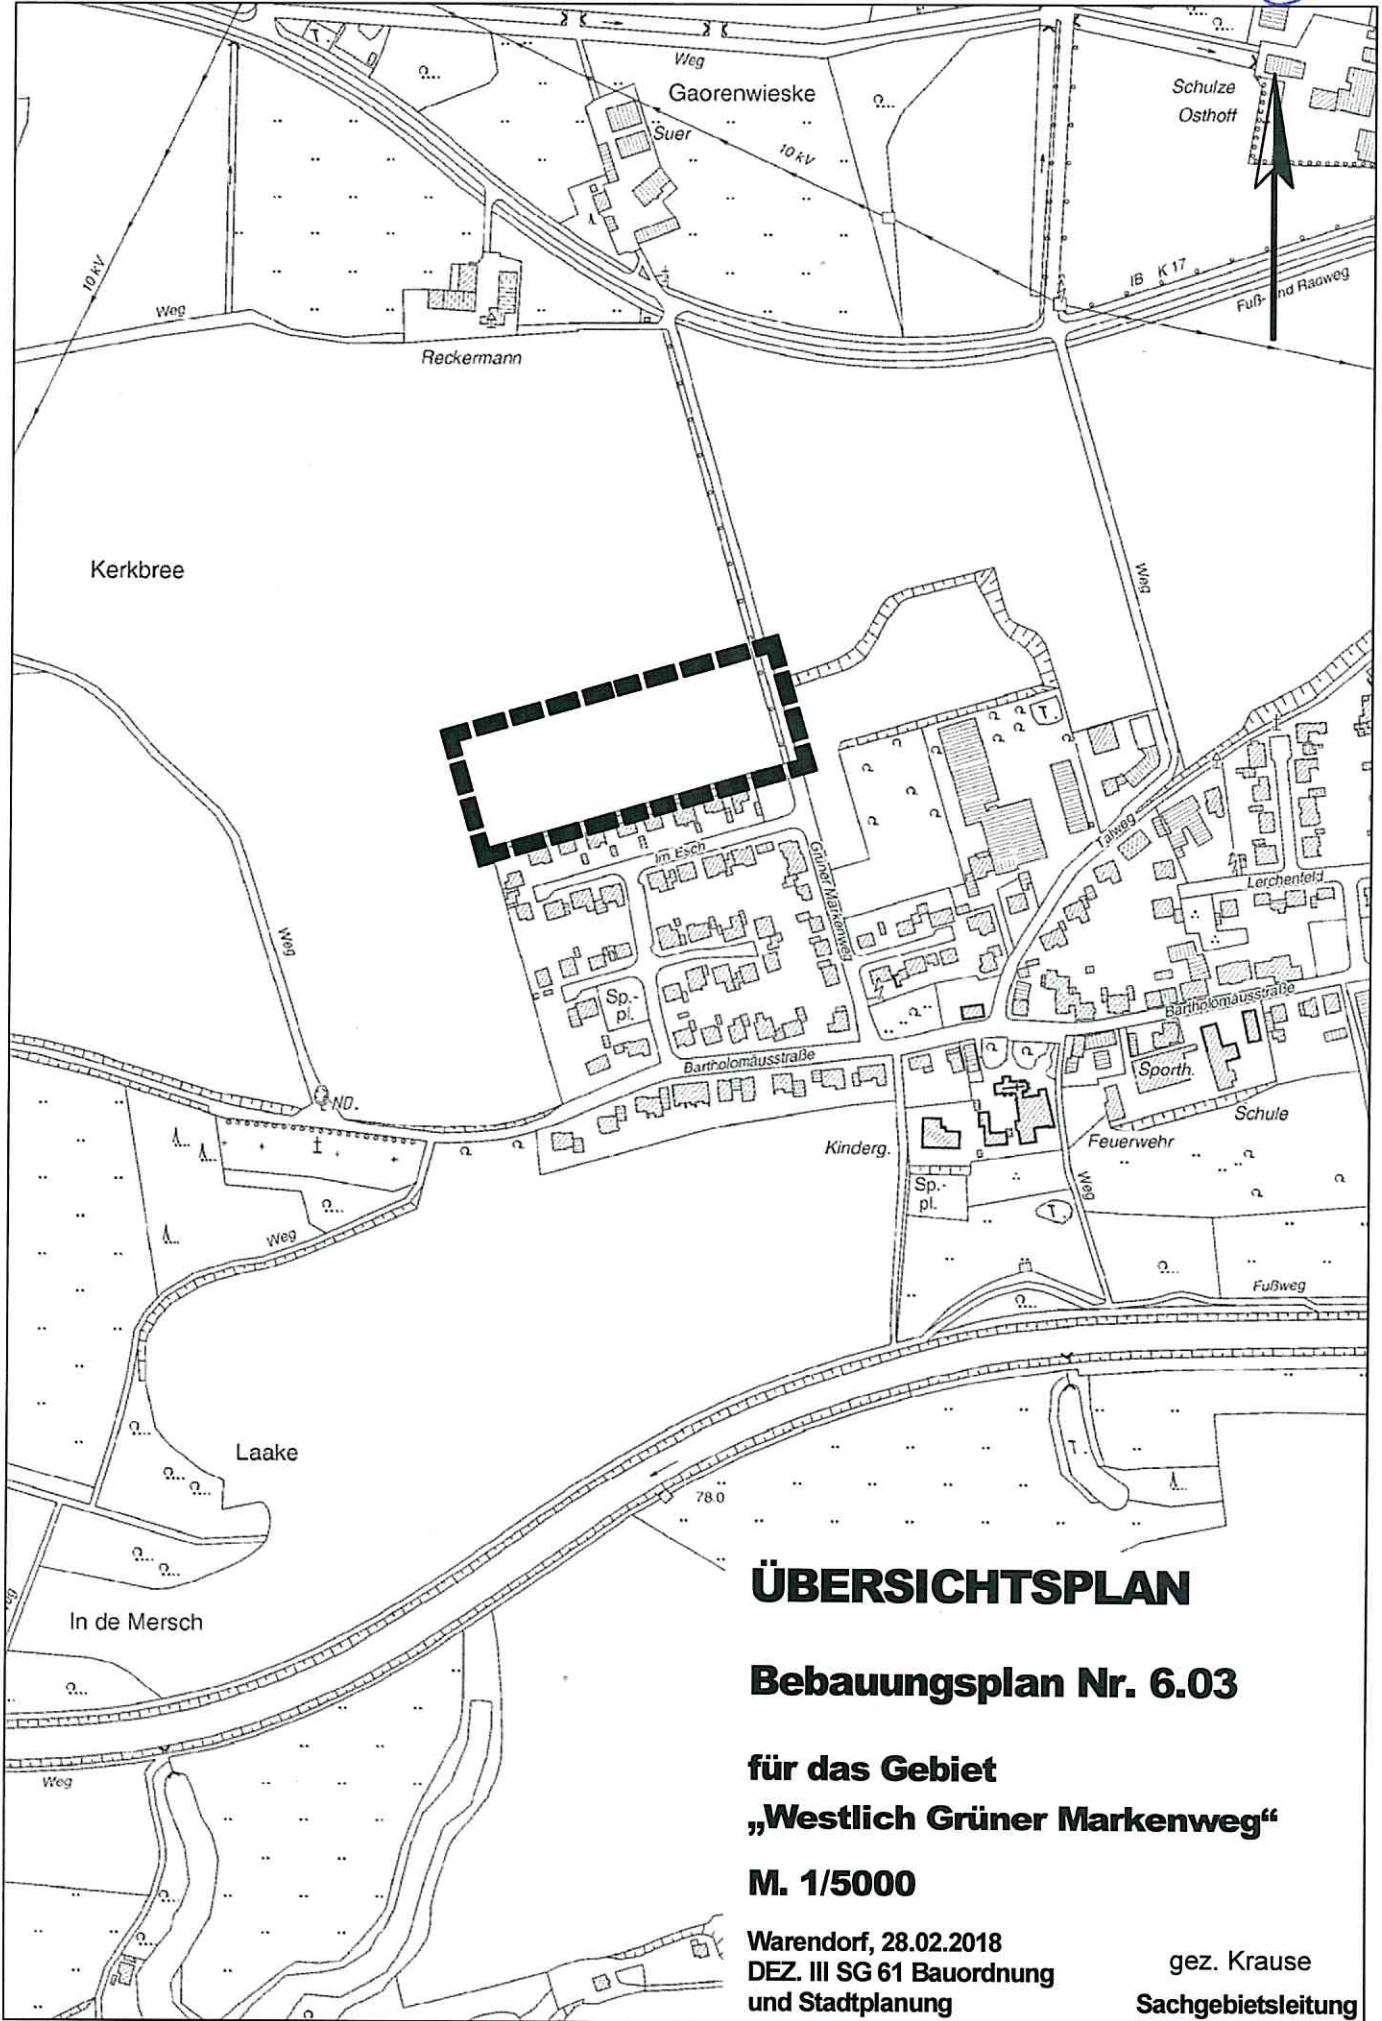 Weg
Gaorenwieske
Suer
10 kV
Schulze
Osthoff
T.
10 kV
IB K 17
Fuß- und Radweg
Weg
Reckermann
Kerkbree
Weg
T.
Talweg
Im Esch
Grüner Markenweg
Lerchenfeld
Weg
Sp.-
pl.
Bartholomäusstraße
Bartholomäusstraße
Sporth.
ND.
Schule
Kinderg.
Feuerwehr
Sp.-
pl.
Weg
T.
Weg
Fußweg
Laake
T.
78.0
In de Mersch
Weg
ÜBERSICHTSPLAN
Bebauungsplan Nr. 6.03
für das Gebiet
„Westlich Grüner Markenweg“
M. 1/5000
Warendorf, 28.02.2018
DEZ. III SG 61 Bauordnung
und Stadtplanung
gez. Krause
Sachgebietsleitung